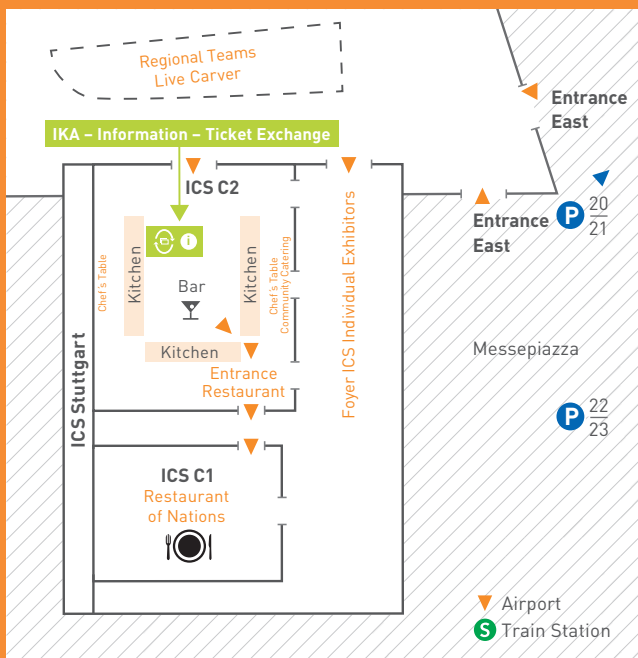 Regional Teams
Live Carver
Entrance
East
IKA – Information – Ticket Exchange
ICS C2
Entrance
East
P
20
21
Chef´s Table
Kitchen
i
Bar
Kitchen
Chef´s Table
Community Catering
Foyer ICS Individual Exhibitors
Kitchen
Messepiazza
Entrance
Restaurant
ICS Stuttgart
P
22
23
ICS C1
Restaurant
of Nations
Airport
S Train Station